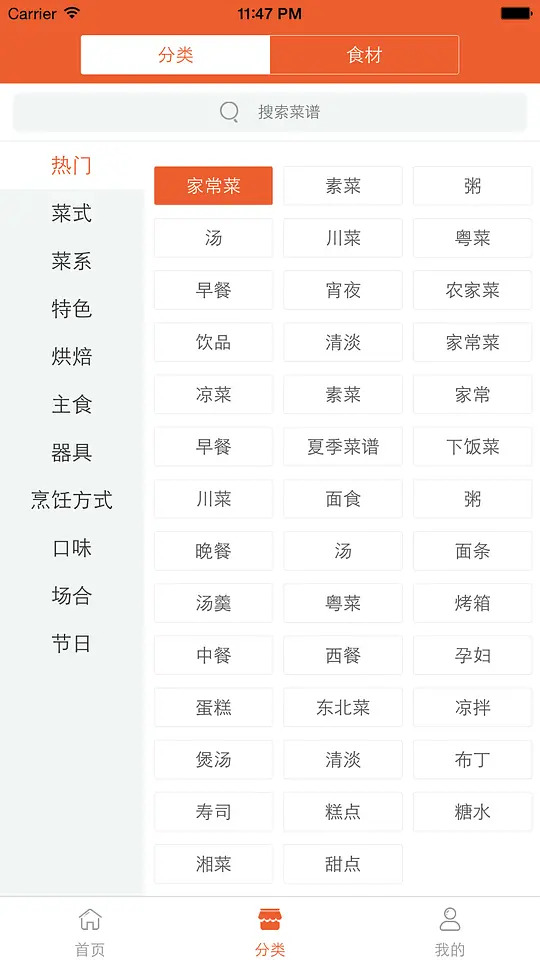 Carrier 11:47 PM
分类 食材
搜索菜谱
热门
菜式
菜系
特色
烘焙
主食
器具
烹饪方式
口味
场合
节日
家常菜 素菜 粥
汤 川菜 粤菜
早餐 宵夜 农家菜
饮品 清淡 家常菜
凉菜 素菜 家常
早餐 夏季菜谱 下饭菜
川菜 面食 粥
晚餐 汤 面条
汤羹 粤菜 烤箱
中餐 西餐 孕妇
蛋糕 东北菜 凉拌
煲汤 清淡 布丁
寿司 糕点 糖水
湘菜 甜点
首页 分类 我的